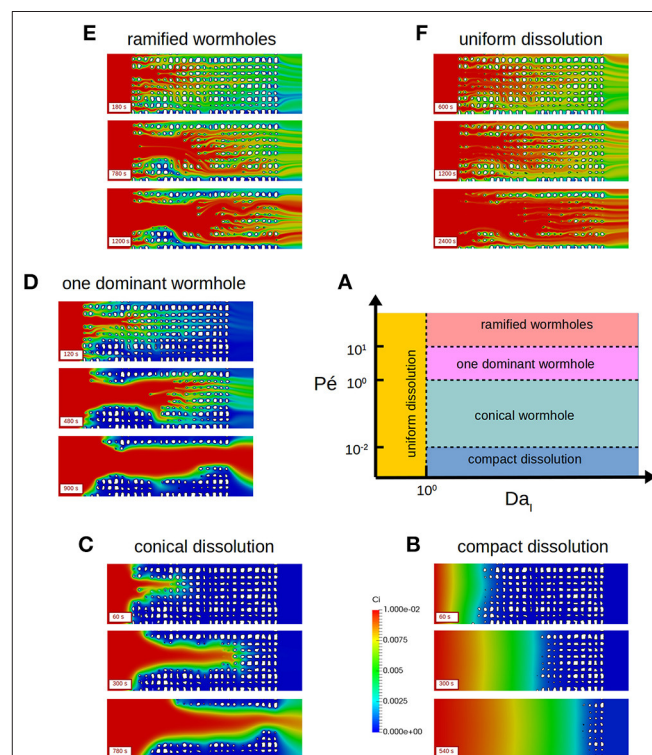 E
ramified wormholes
180 s
780 s
1200 s
F
uniform dissolution
600 s
1200 s
2400 s
D
one dominant wormhole
120 s
480 s
900 s
A
Pé
10¹
10⁰
10⁻²
uniform dissolution
ramified wormholes
one dominant wormhole
conical wormhole
compact dissolution
10⁰
Daₗ
C
conical dissolution
60 s
300 s
780 s
Ci
1.000e-02
0.0075
0.005
0.0025
0.000e+00
B
compact dissolution
60 s
300 s
540 s